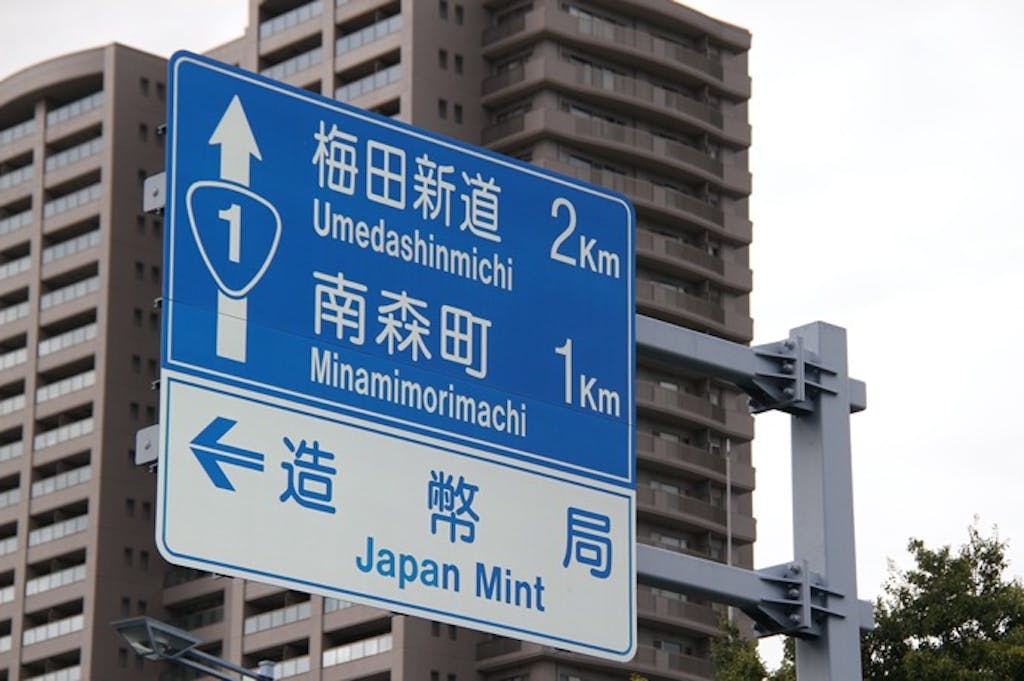 1
梅田新道 2Km
Umedashinmichi
南森町 1Km
Minamimorimachi
造幣局
Japan Mint